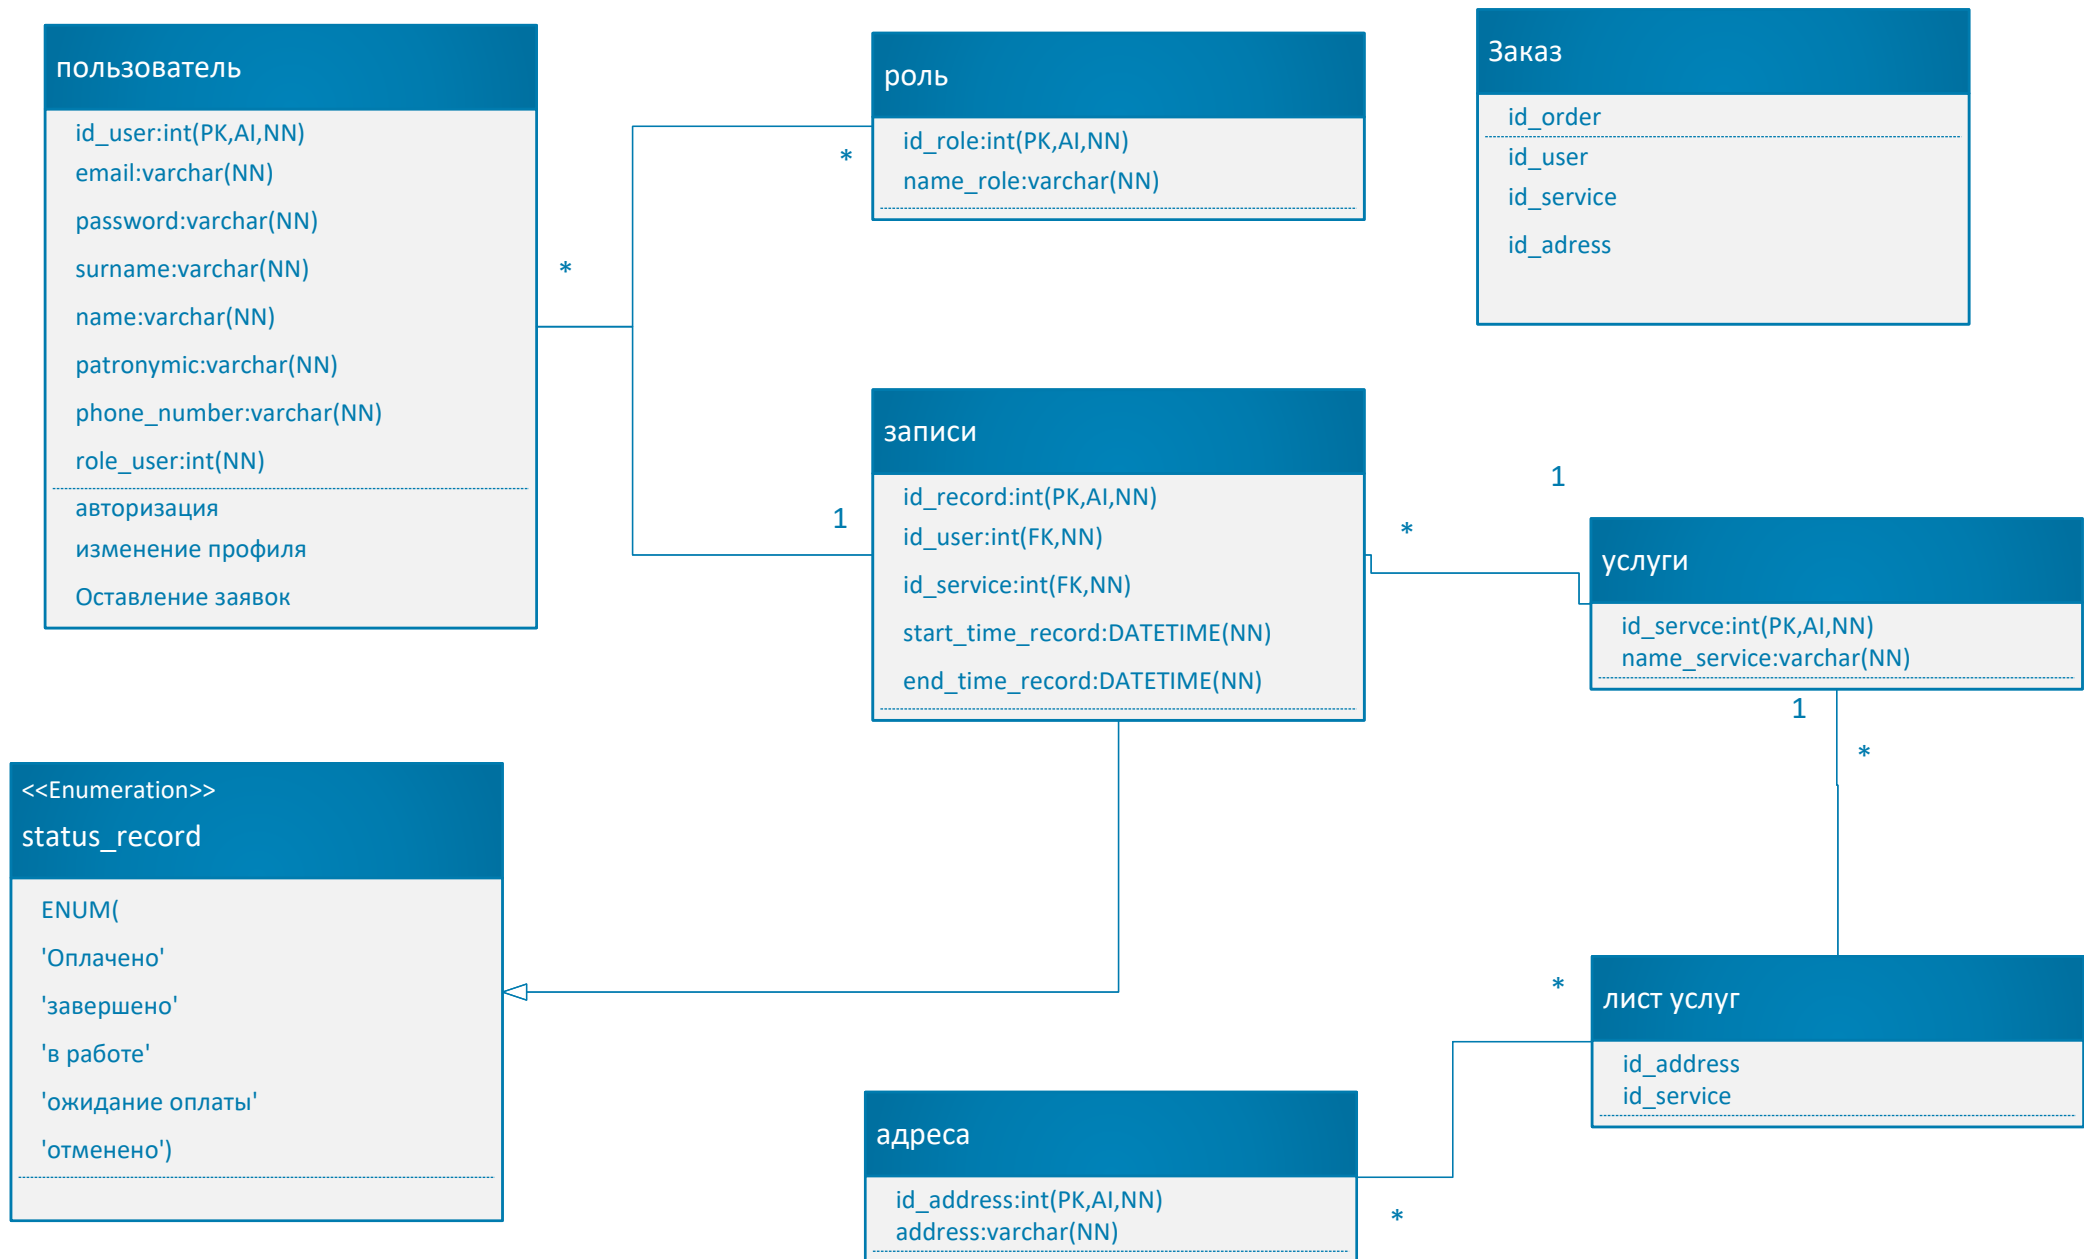 пользователь
id_user:int(PK,AI,NN)
email:varchar(NN)
password:varchar(NN)
surname:varchar(NN)
name:varchar(NN)
patronymic:varchar(NN)
phone_number:varchar(NN)
role_user:int(NN)
авторизация
изменение профиля
Оставление заявок
*
*
1
роль
id_role:int(PK,AI,NN)
name_role:varchar(NN)
Заказ
id_order
id_user
id_service
id_adress
записи
id_record:int(PK,AI,NN)
id_user:int(FK,NN)
id_service:int(FK,NN)
start_time_record:DATETIME(NN)
end_time_record:DATETIME(NN)
*
1
услуги
id_servce:int(PK,AI,NN)
name_service:varchar(NN)
1
*
<<Enumeration>>
status_record
ENUM(
'Оплачено'
'завершено'
'в работе'
'ожидание оплаты'
'отменено')
*
лист услуг
id_address
id_service
адреса
id_address:int(PK,AI,NN)
address:varchar(NN)
*